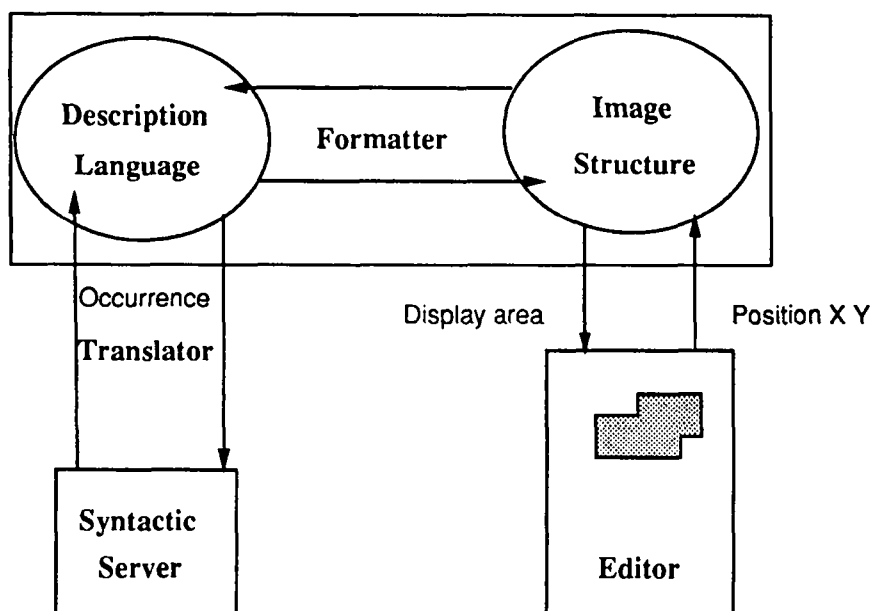 Description
Language
Formatter
Image
Structure
Occurrence
Translator
Display area
Position X Y
Syntactic
Server
Editor